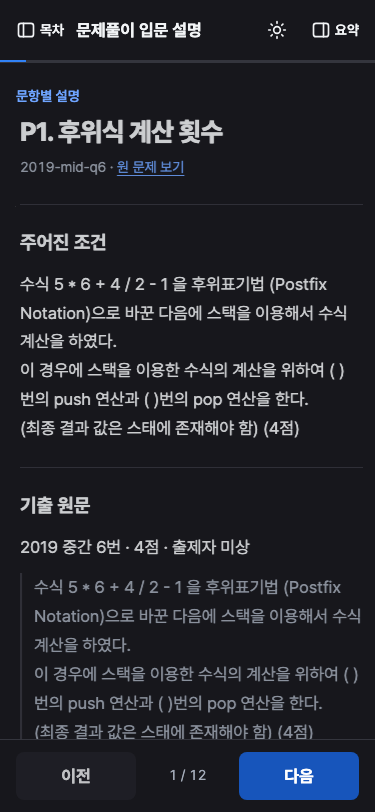 목차 문제풀이 입문 설명 요약
문항별 설명
P1. 후위식 계산 횟수
2019-mid-q6 · 원 문제 보기
주어진 조건
수식 5 * 6 + 4 / 2 - 1 을 후위표기법 (Postfix
Notation)으로 바꾼 다음에 스택을 이용해서 수식
계산을 하였다.
이 경우에 스택을 이용한 수식의 계산을 위하여 ( )
번의 push 연산과 ( )번의 pop 연산을 한다.
(최종 결과 값은 스태에 존재해야 함) (4점)
기출 원문
2019 중간 6번 · 4점 · 출제자 미상
수식 5 * 6 + 4 / 2 - 1 을 후위표기법 (Postfix
Notation)으로 바꾼 다음에 스택을 이용해서 수식
계산을 하였다.
이 경우에 스택을 이용한 수식의 계산을 위하여 ( )
번의 push 연산과 ( )번의 pop 연산을 한다.
(최종 결과 값은 스태에 존재해야 함) (4점)
이전 1 / 12 다음